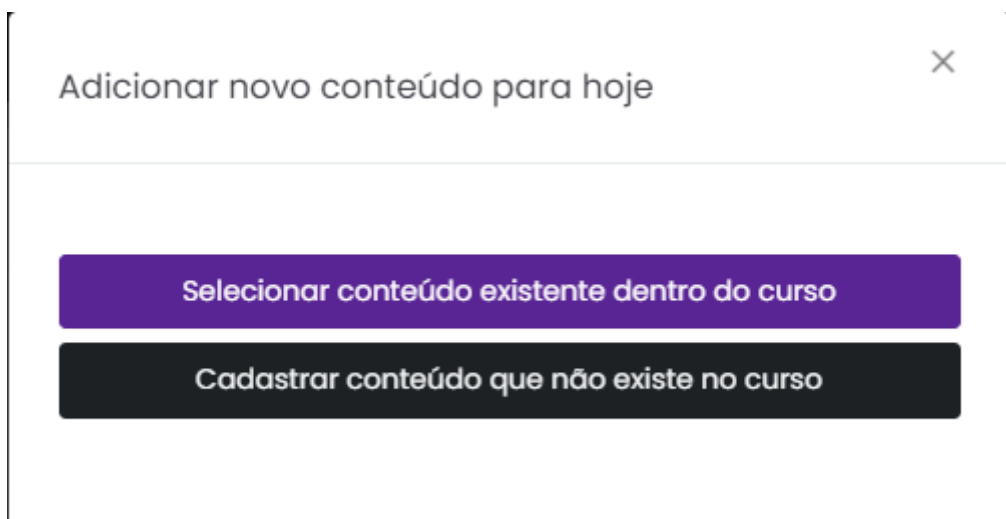 Adicionar novo conteúdo para hoje
Selecionar conteúdo existente dentro do curso
Cadastrar conteúdo que não existe no curso